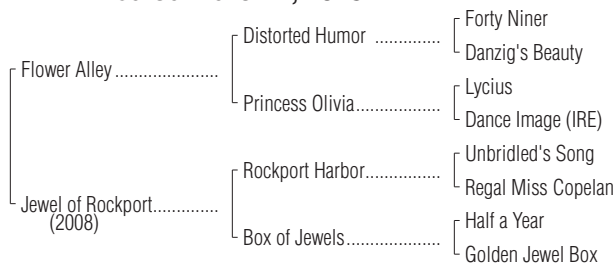 Forty Niner
Distorted Humor ..............
Danzig's Beauty
Flower Alley ......................
Lycius
Princess Olivia..................
Dance Image (IRE)
Unbridled's Song
Rockport Harbor................
Regal Miss Copelan
Jewel of Rockport..............
(2008)
Half a Year
Box of Jewels....................
Golden Jewel Box